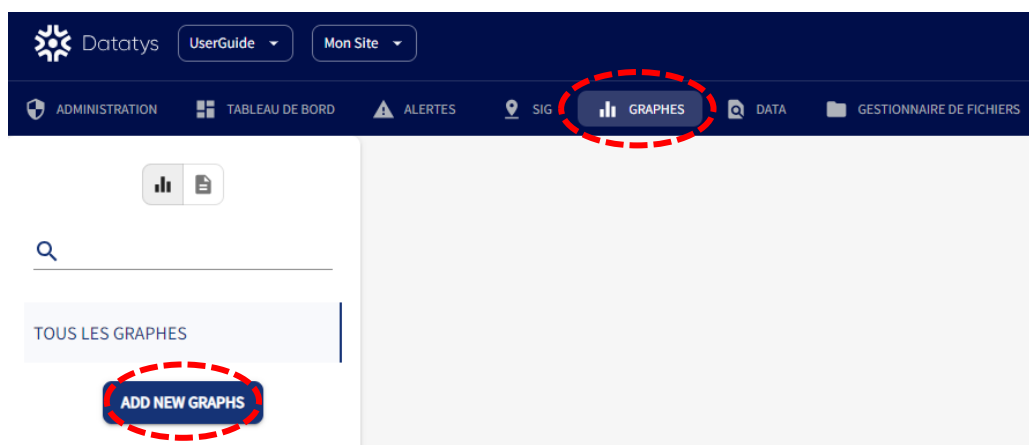 Datatys UserGuide Mon Site
ADMINISTRATION TABLEAU DE BORD ALERTES SIG GRAPHES DATA GESTIONNAIRE DE FICHIERS
TOUS LES GRAPHES
ADD NEW GRAPHS